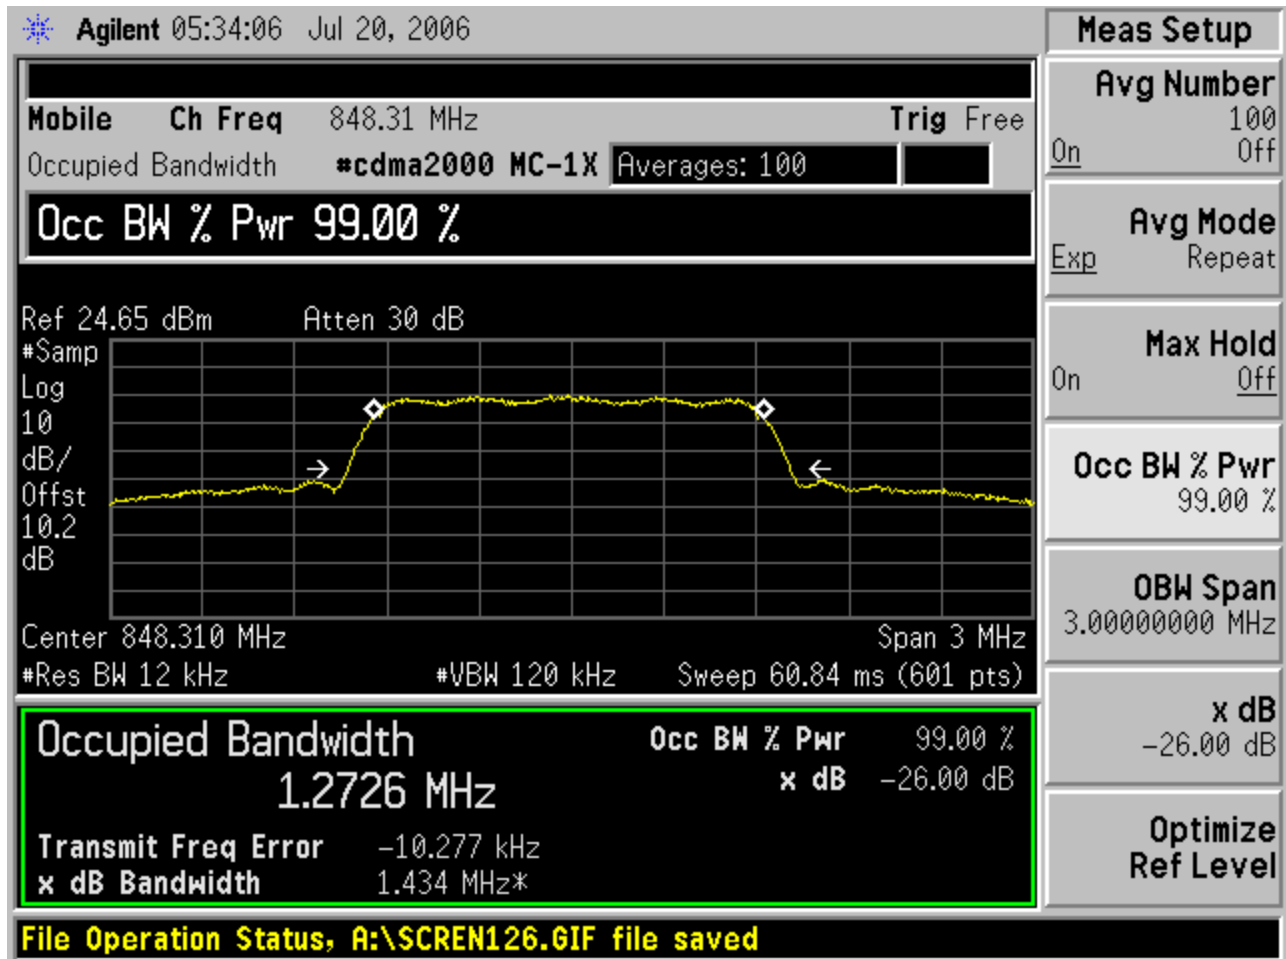 Agilent 05:34:06 Jul 20, 2006
Meas Setup
Mobile Ch Freq 848.31 MHz Trig Free
Occupied Bandwidth #cdma2000 MC-1X Averages: 100
Occ BW % Pwr 99.00 %
Ref 24.65 dBm Atten 30 dB
#Samp
Log
10
dB/
Offst
10.2
dB
Center 848.310 MHz Span 3 MHz
#Res BW 12 kHz #VBW 120 kHz Sweep 60.84 ms (601 pts)
Occupied Bandwidth Occ BW % Pwr 99.00 %
1.2726 MHz x dB -26.00 dB
Transmit Freq Error -10.277 kHz
x dB Bandwidth 1.434 MHz*
File Operation Status, A:\SCREN126.GIF file saved
Avg Number
100
On Off
Avg Mode
Exp Repeat
Max Hold
On Off
Occ BW % Pwr
99.00 %
OBW Span
3.00000000 MHz
x dB
-26.00 dB
Optimize
Ref Level